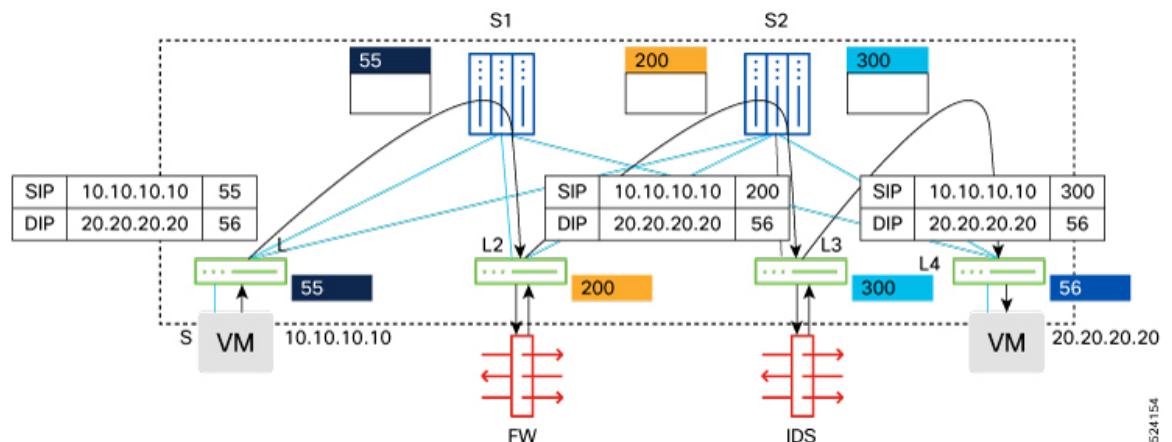 S1
S2
55
200
300
SIP 10.10.10.10 55
DIP 20.20.20.20 56
SIP 10.10.10.10 200
DIP 20.20.20.20 56
SIP 10.10.10.10 300
DIP 20.20.20.20 56
L
L2
L3
L4
55
200
300
56
S
VM
10.10.10.10
VM
20.20.20.20
FW
IDS
524154